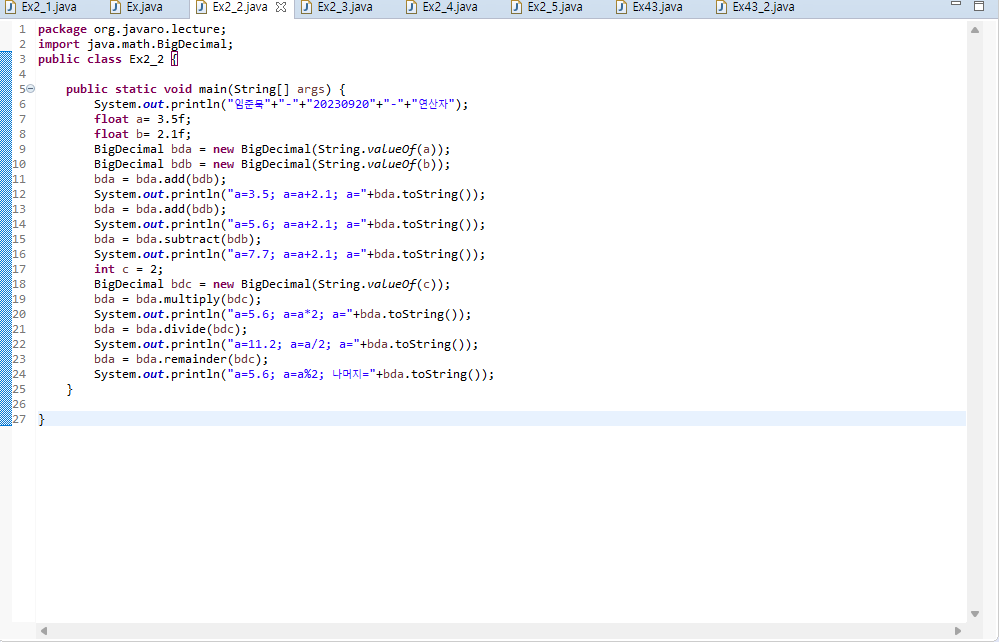 Ex2_1.java Ex.java Ex2_2.java Ex2_3.java Ex2_4.java Ex2_5.java Ex43.java Ex43_2.java
1 package org.javaro.lecture;
2 import java.math.BigDecimal;
3 public class Ex2_2 {
4
5 public static void main(String[] args) {
6 System.out.println("임준묵"+"-"+"20230920"+"-"+"연산자");
7 float a= 3.5f;
8 float b= 2.1f;
9 BigDecimal bda = new BigDecimal(String.valueOf(a));
10 BigDecimal bdb = new BigDecimal(String.valueOf(b));
11 bda = bda.add(bdb);
12 System.out.println("a=3.5; a=a+2.1; a="+bda.toString());
13 bda = bda.add(bdb);
14 System.out.println("a=5.6; a=a+2.1; a="+bda.toString());
15 bda = bda.subtract(bdb);
16 System.out.println("a=7.7; a=a+2.1; a="+bda.toString());
17 int c = 2;
18 BigDecimal bdc = new BigDecimal(String.valueOf(c));
19 bda = bda.multiply(bdc);
20 System.out.println("a=5.6; a=a*2; a="+bda.toString());
21 bda = bda.divide(bdc);
22 System.out.println("a=11.2; a=a/2; a="+bda.toString());
23 bda = bda.remainder(bdc);
24 System.out.println("a=5.6; a=a%2; 나머지="+bda.toString());
25 }
26
27 }